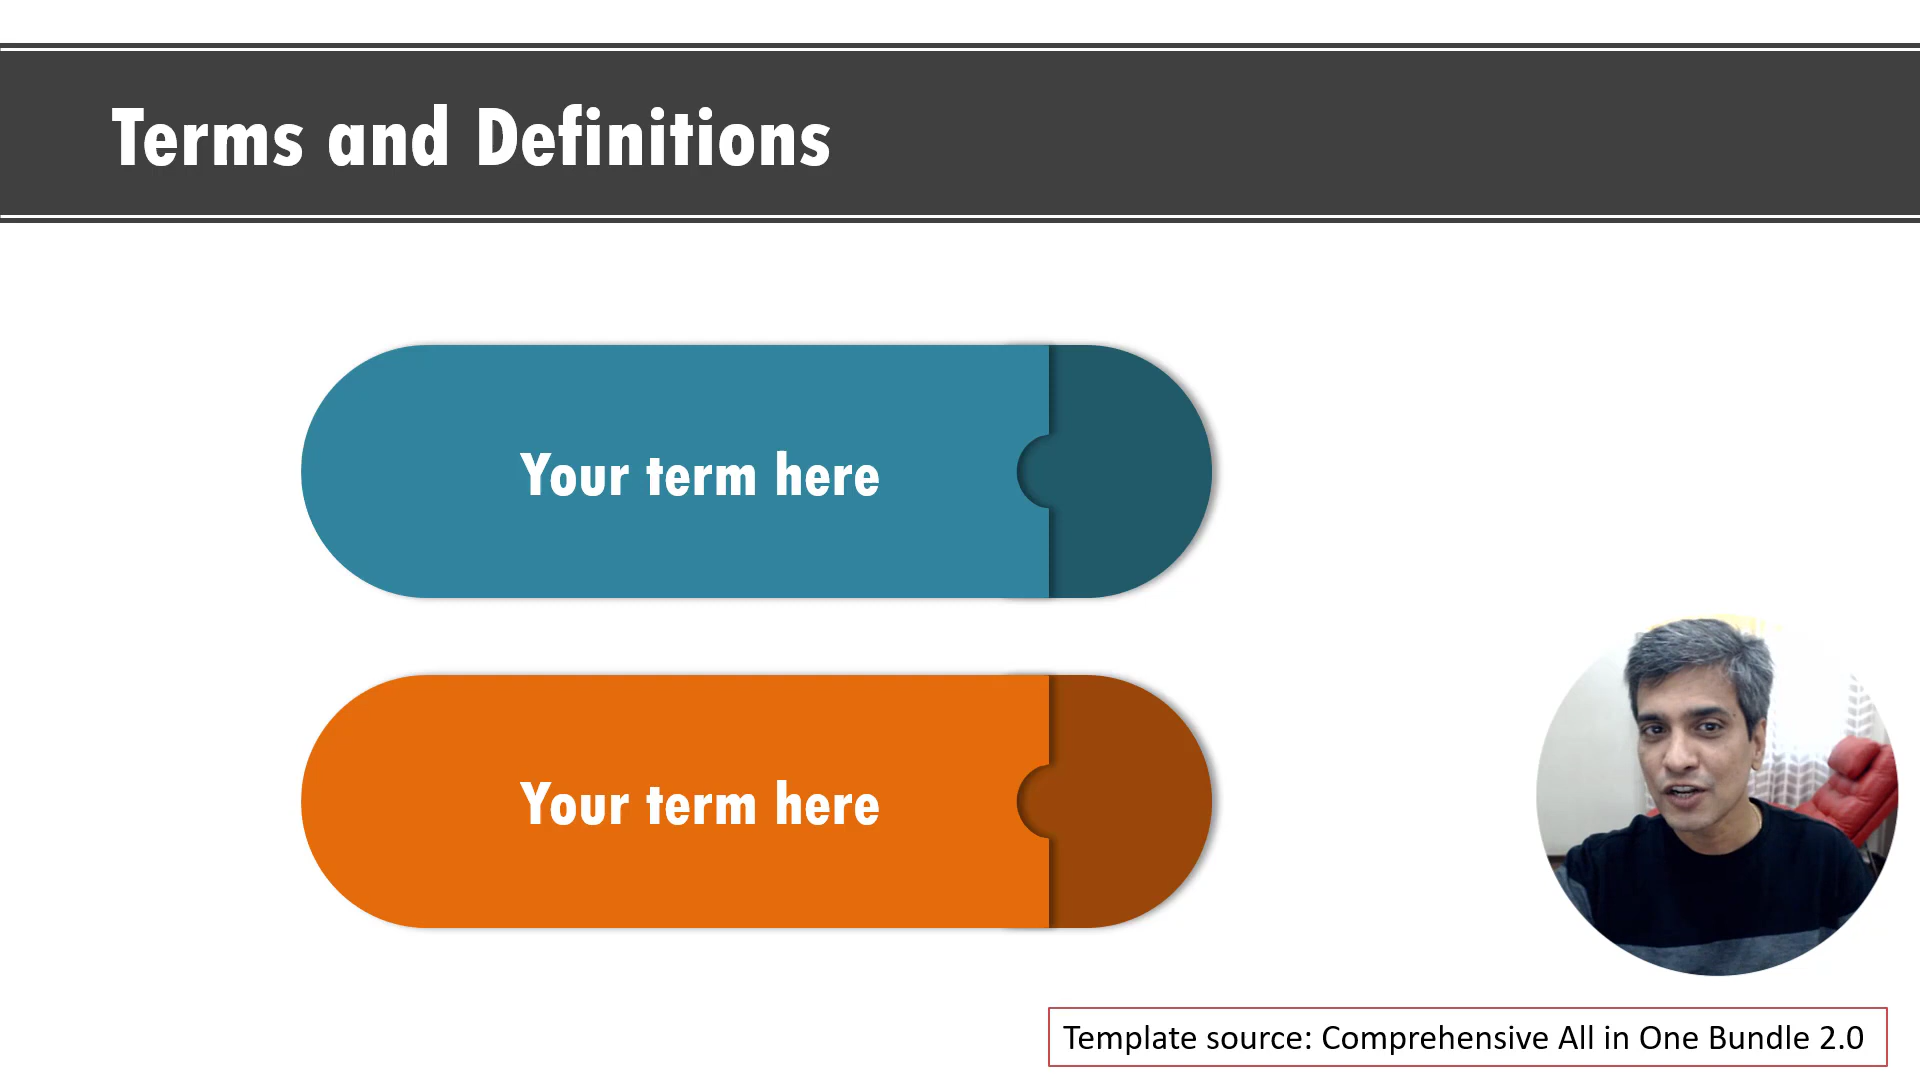 Terms and Definitions
Your term here
Your term here
Template source: Comprehensive All in One Bundle 2.0